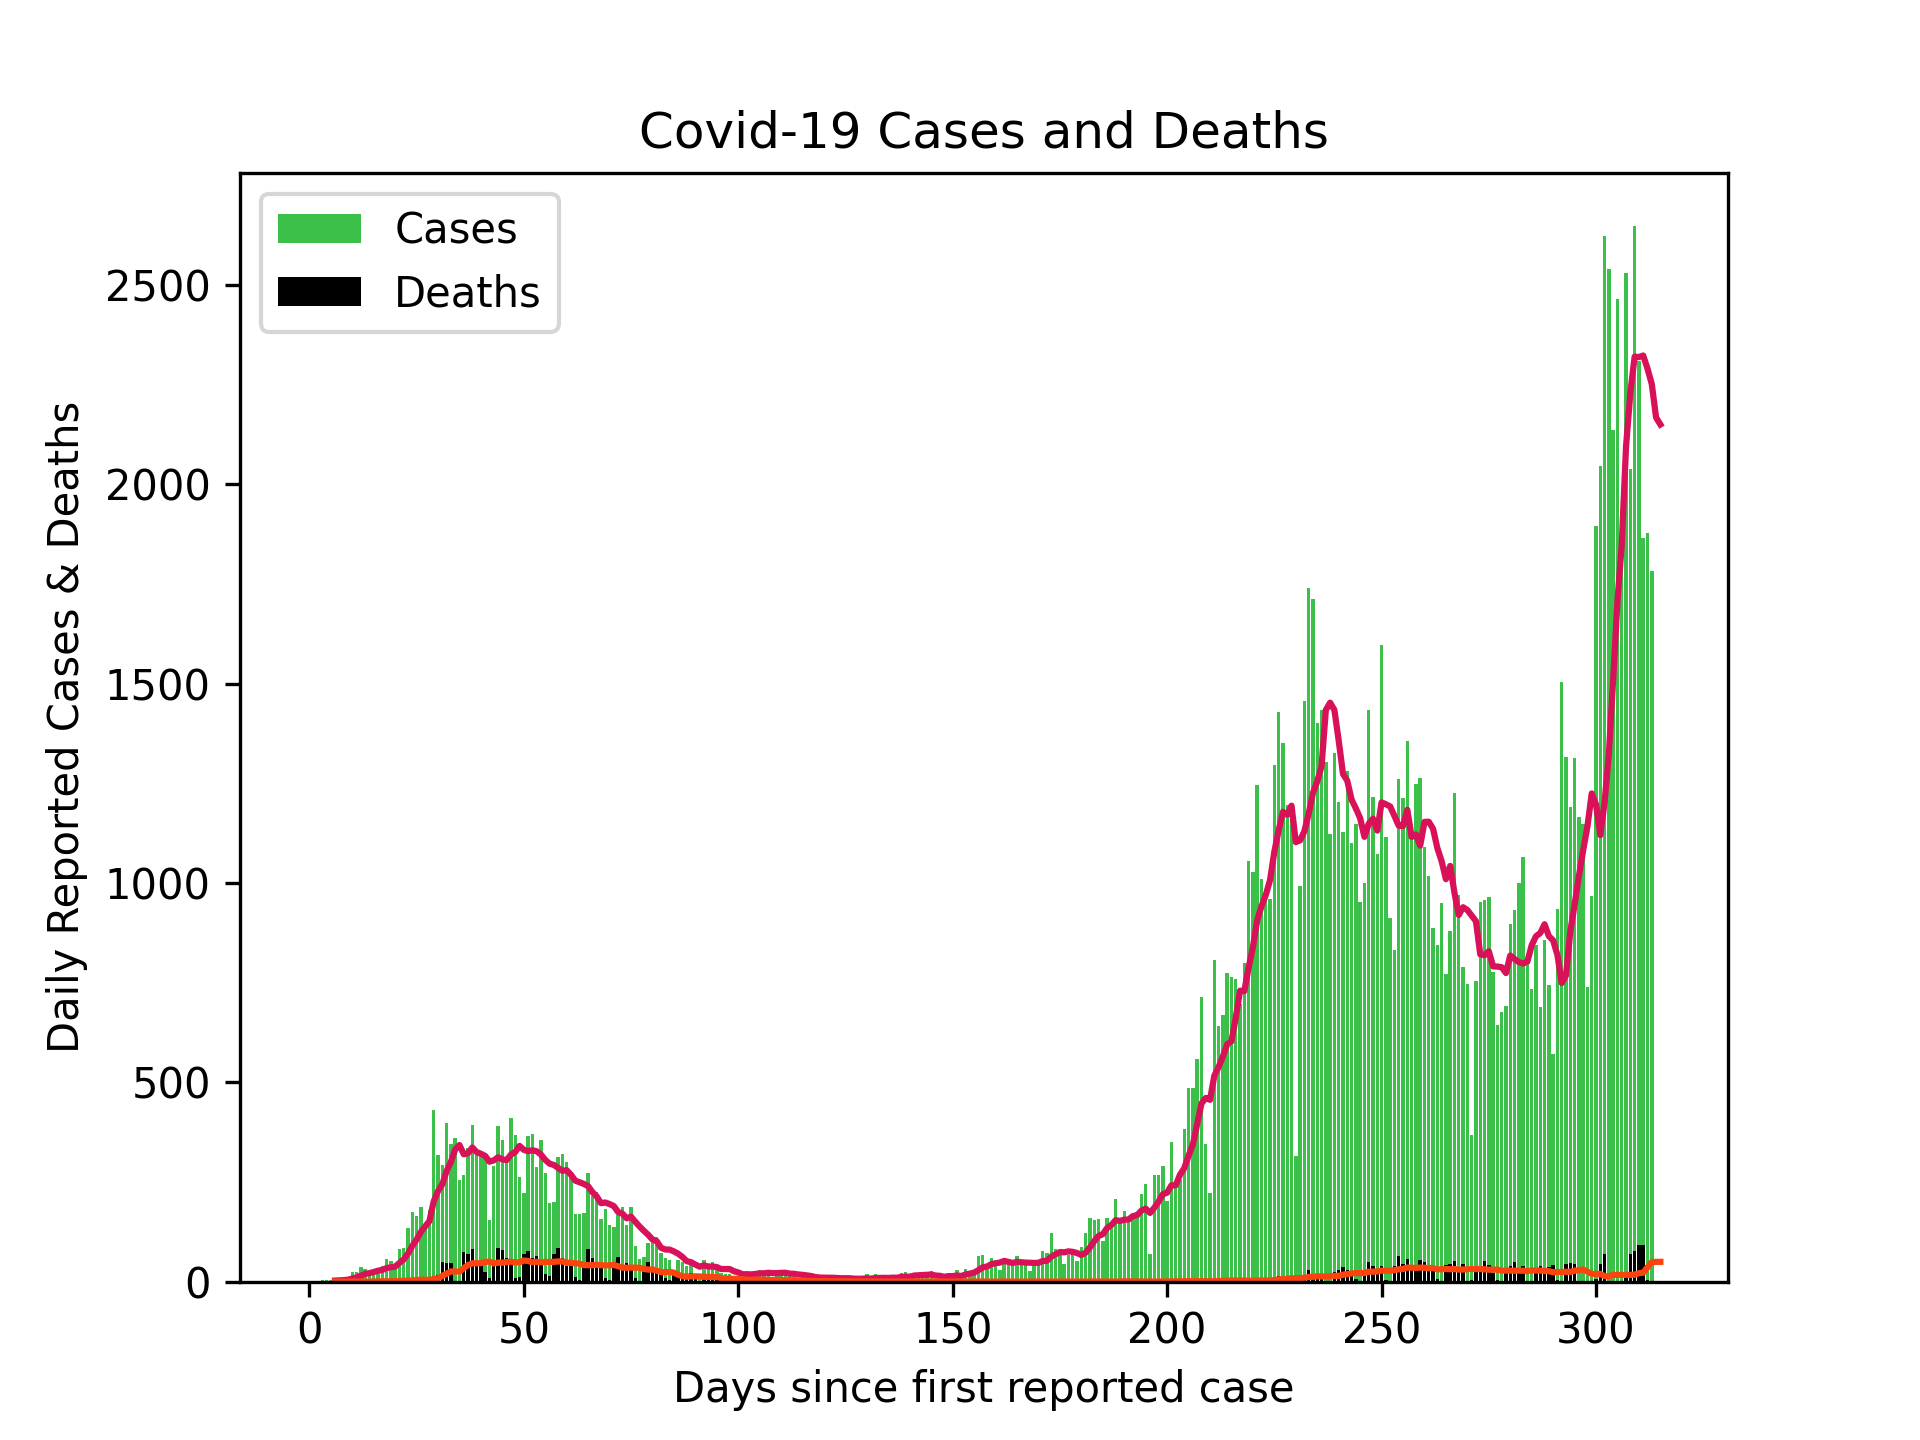 Covid-19 Cases and Deaths
Cases
Deaths
Daily Reported Cases & Deaths
2500
2000
1500
1000
500
0
0 50 100 150 200 250 300
Days since first reported case